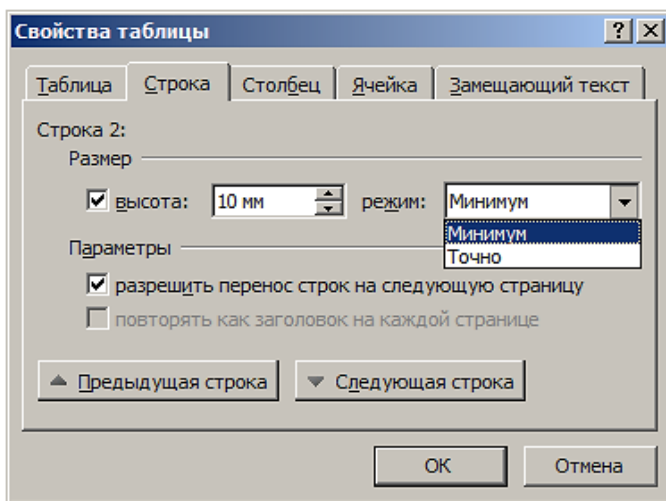 Свойства таблицы
Таблица Строка Столбец Ячейка Замещающий текст
Строка 2:
Размер
высота: 10 мм режим: Минимум
Минимум
Параметры
Точно
разрешить перенос строк на следующую страницу
повторять как заголовок на каждой странице
Предыдущая строка Следующая строка
ОК Отмена